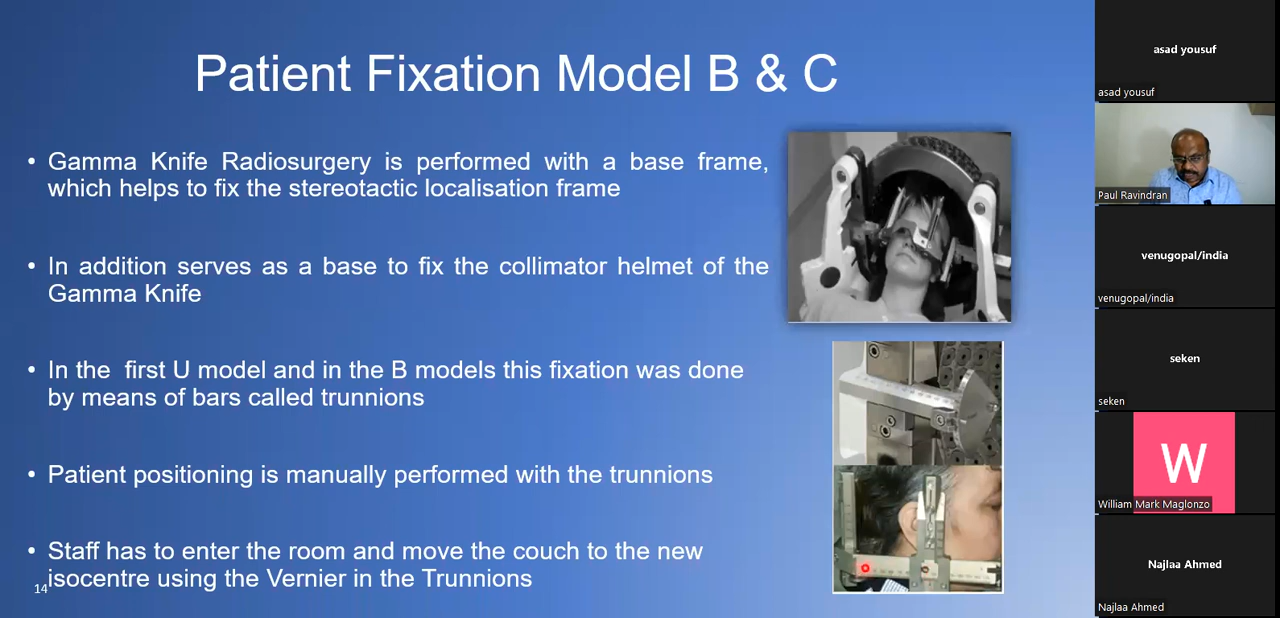 Patient Fixation Model B & C
• Gamma Knife Radiosurgery is performed with a base frame,
which helps to fix the stereotactic localisation frame
• In addition serves as a base to fix the collimator helmet of the
Gamma Knife
• In the first U model and in the B models this fixation was done
by means of bars called trunnions
• Patient positioning is manually performed with the trunnions
• Staff has to enter the room and move the couch to the new
isocentre using the Vernier in the Trunnions
14
asad yousuf
asad yousuf
Paul Ravindran
venugopal/india
venugopal/india
seken
seken
W
William Mark Maglonzo
Najlaa Ahmed
Najlaa Ahmed